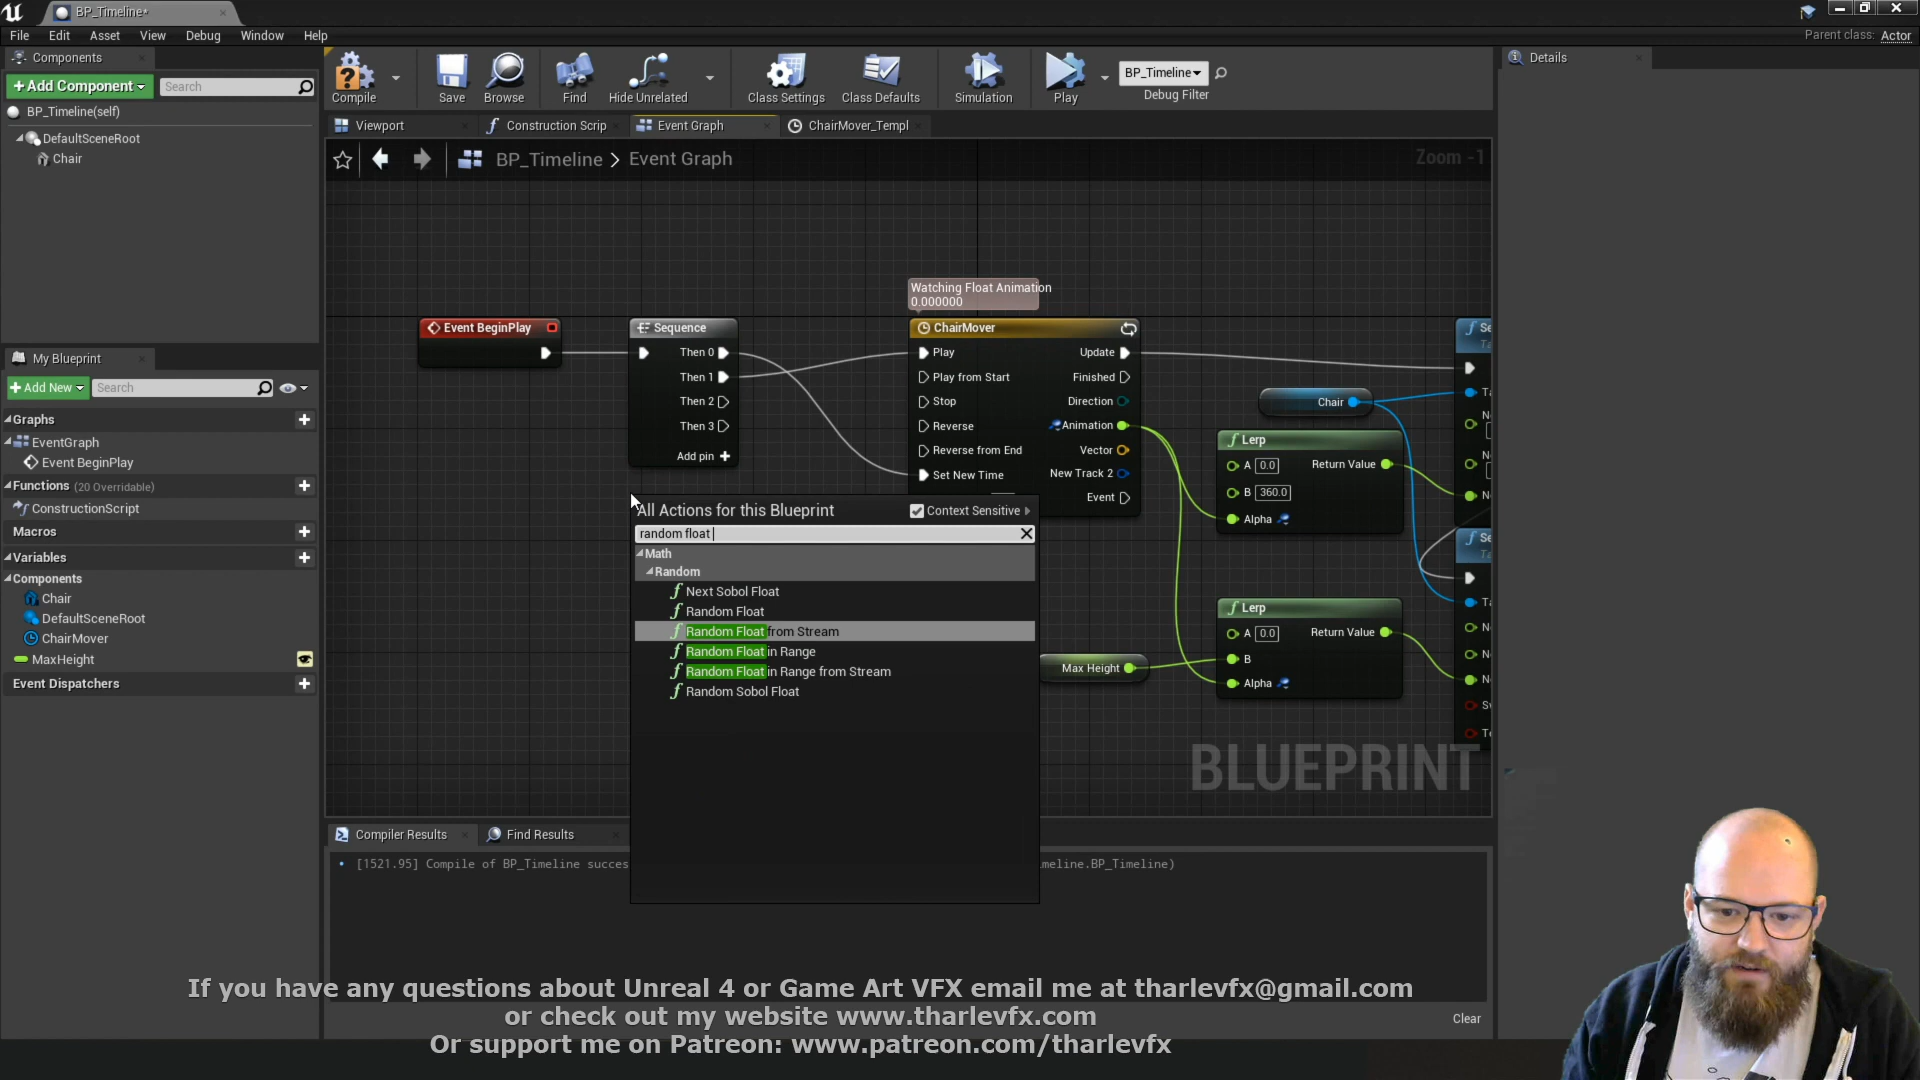 BP_Timeline*
File Edit Asset View Debug Window Help
Parent class: Actor
Components
+Add Component
Search
BP_Timeline(self)
DefaultSceneRoot
Chair
My Blueprint
+Add New
Search
Graphs
EventGraph
Event BeginPlay
Functions (20 Overridable)
ConstructionScript
Macros
Variables
Components
Chair
DefaultSceneRoot
ChairMover
MaxHeight
Event Dispatchers
Compile
Save
Browse
Find
Hide Unrelated
Class Settings
Class Defaults
Simulation
Play
BP_Timeline
Debug Filter
Viewport
Construction Scrip
Event Graph
ChairMover_Templ
BP_Timeline > Event Graph
Zoom -1
Event BeginPlay
Sequence
Then 0
Then 1
Then 2
Then 3
Add pin
Watching Float Animation
0.000000
ChairMover
Play Update
Play from Start Finished
Stop Direction
Reverse Animation
Reverse from End Vector
New Track 2
Set New Time
Event
Chair
Lerp
A 0.0 Return Value
B 360.0
Alpha
Lerp
A 0.0 Return Value
B
Alpha
Max Height
Se
Se
BLUEPRINT
All Actions for this Blueprint
Context Sensitive
random float
Math
Random
Next Sobol Float
Random Float
Random Float from Stream
Random Float in Range
Random Float in Range from Stream
Random Sobol Float
Compiler Results
Find Results
[1521.95] Compile of BP_Timeline succes
meline.BP_Timeline)
Clear
Details
If you have any questions about Unreal 4 or Game Art VFX email me at tharlevfx@gmail.com
or check out my website www.tharlevfx.com
Or support me on Patreon: www.patreon.com/tharlevfx